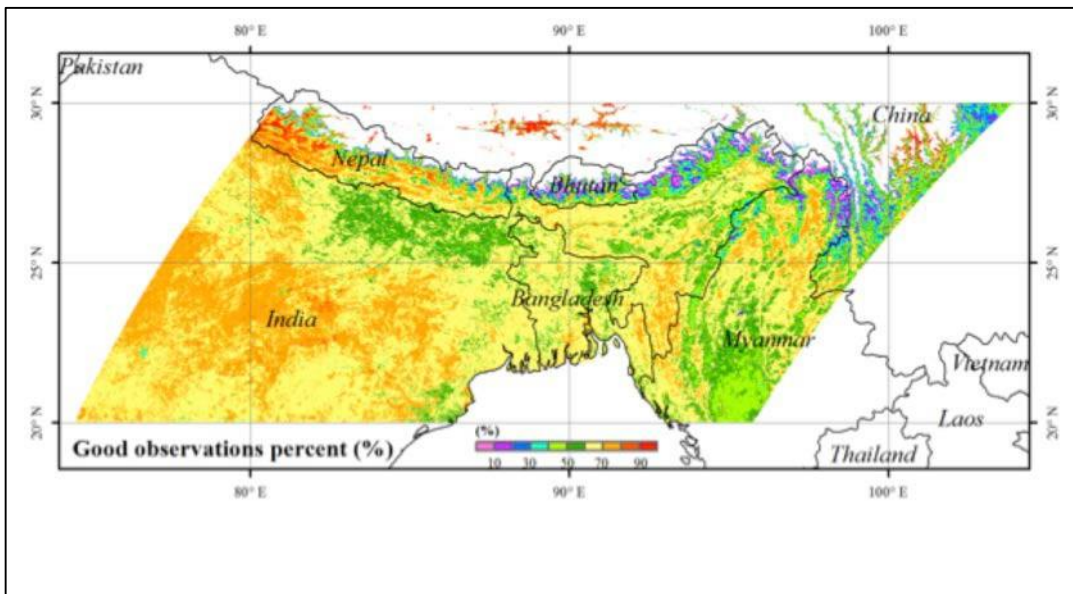 80° E 90° E 100° E
Pakistan
30° N 30° N
China
Nepal
Bhutan
25° N 25° N
Bangladesh
India
Myanmar
Vietnam
20° N 20° N
Laos
(%)
Good observations percent (%)
10 30 50 70 90
Thailand
80° E 90° E 100° E